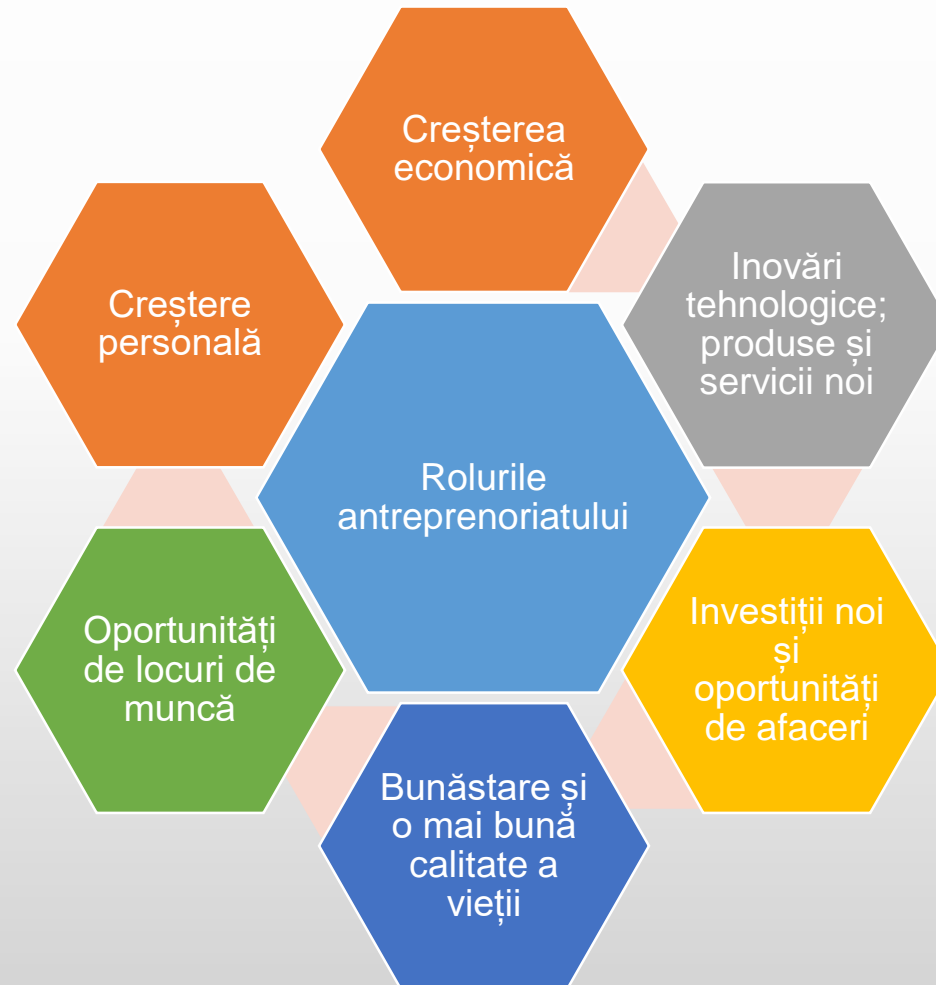 Creșterea
economică
Inovări
tehnologice;
produse și
servicii noi
Creștere
personală
Rolurile
antreprenoriatului
Investiții noi
și
oportunități
de afaceri
Oportunități
de locuri de
muncă
Bunăstare și
o mai bună
calitate a
vieții